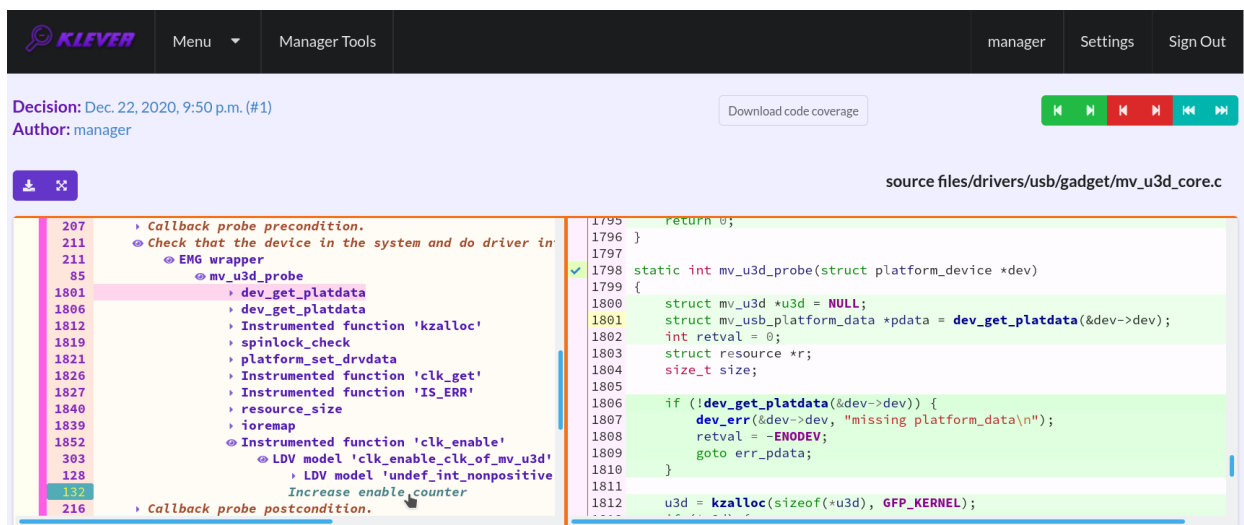 KLEVER Menu Manager Tools manager Settings Sign Out
Decision: Dec. 22, 2020, 9:50 p.m. (#1)
Author: manager
Download code coverage
source files/drivers/usb/gadget/mv_u3d_core.c
207 Callback probe precondition.
211 Check that the device in the system and do driver in
211 EMG wrapper
85 mv_u3d_probe
1801 dev_get_platdata
1806 dev_get_platdata
1812 Instrumented function 'kzalloc'
1819 spinlock_check
1821 platform_set_drvdata
1826 Instrumented function 'clk_get'
1827 Instrumented function 'IS_ERR'
1840 resource_size
1839 ioremap
1852 Instrumented function 'clk_enable'
303 LDV model 'clk_enable_clk_of_mv_u3d'
128 LDV model 'undef_int_nonpositive
132 Increase enable counter
216 Callback probe postcondition.
1795 return 0;
1796 }
1797
1798 static int mv_u3d_probe(struct platform_device *dev)
1799 {
1800 struct mv_u3d *u3d = NULL;
1801 struct mv_usb_platform_data *pdata = dev_get_platdata(&dev->dev);
1802 int retval = 0;
1803 struct resource *r;
1804 size_t size;
1805
1806 if (!dev_get_platdata(&dev->dev)) {
1807 dev_err(&dev->dev, "missing platform_data\n");
1808 retval = -ENODEV;
1809 goto err_pdata;
1810 }
1811
1812 u3d = kzalloc(sizeof(*u3d), GFP_KERNEL);